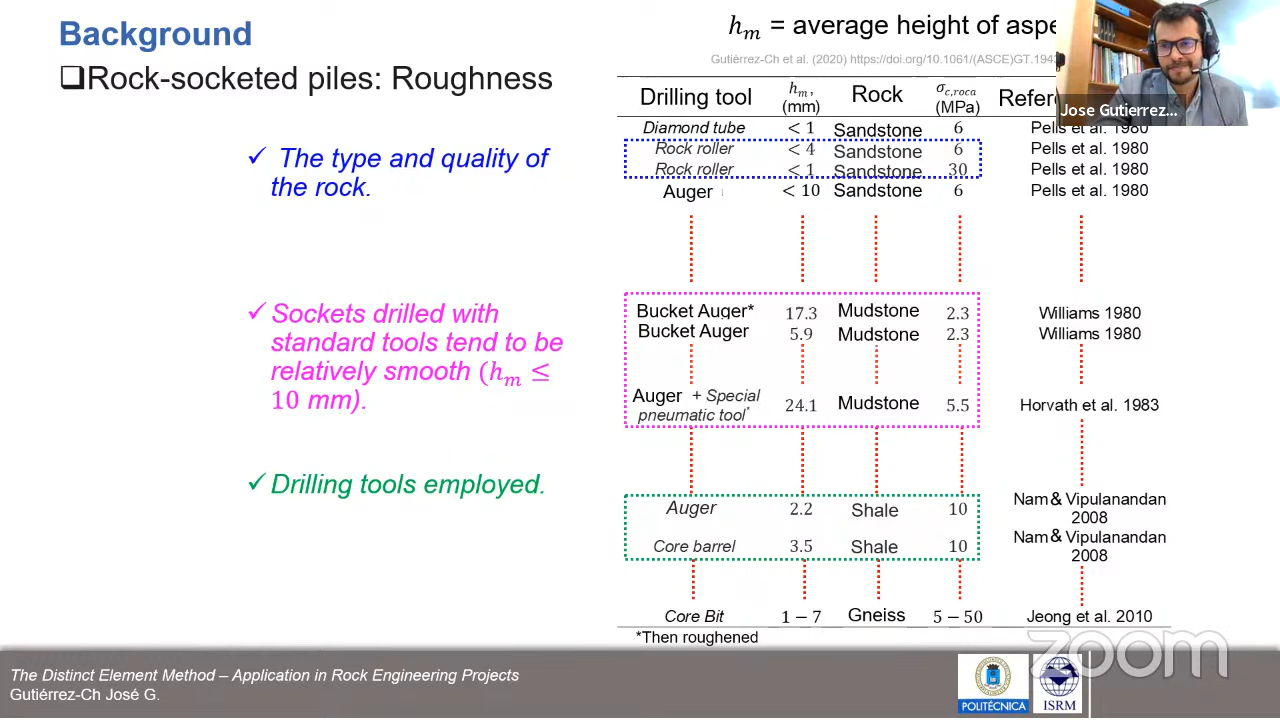 Background
❑Rock-socketed piles: Roughness
✓ The type and quality of
the rock.
✓ Sockets drilled with
standard tools tend to be
relatively smooth (hₘ ≤
10 mm).
✓ Drilling tools employed.
hₘ = average height of aspe
Gutiérrez-Ch et al. (2020) https://doi.org/10.1061/(ASCE)GT.194
Drilling tool hₘ, (mm) Rock σc,roca (MPa) Refere
Diamond tube < 1 Sandstone 6 Pells et al. 1980
Rock roller < 4 Sandstone 6 Pells et al. 1980
Rock roller < 1 Sandstone 30 Pells et al. 1980
Auger < 10 Sandstone 6 Pells et al. 1980
Bucket Auger* 17.3 Mudstone 2.3 Williams 1980
Bucket Auger 5.9 Mudstone 2.3 Williams 1980
Auger + Special
pneumatic tool* 24.1 Mudstone 5.5 Horvath et al. 1983
Auger 2.2 Shale 10 Nam & Vipulanandan
2008
Core barrel 3.5 Shale 10 Nam & Vipulanandan
2008
Core Bit 1 − 7 Gneiss 5 − 50 Jeong et al. 2010
*Then roughened
Jose Gutierrez...
zoom
The Distinct Element Method – Application in Rock Engineering Projects
Gutiérrez-Ch José G.
POLITÉCNICA
ISRM